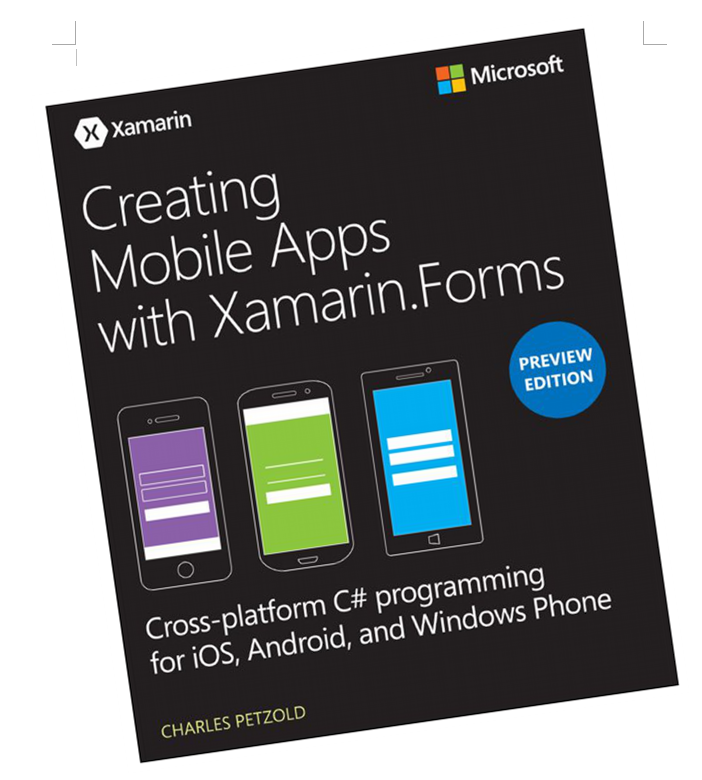 Xamarin
Microsoft
Creating
Mobile Apps
with Xamarin.Forms
PREVIEW
EDITION
Cross-platform C# programming
for iOS, Android, and Windows Phone
CHARLES PETZOLD